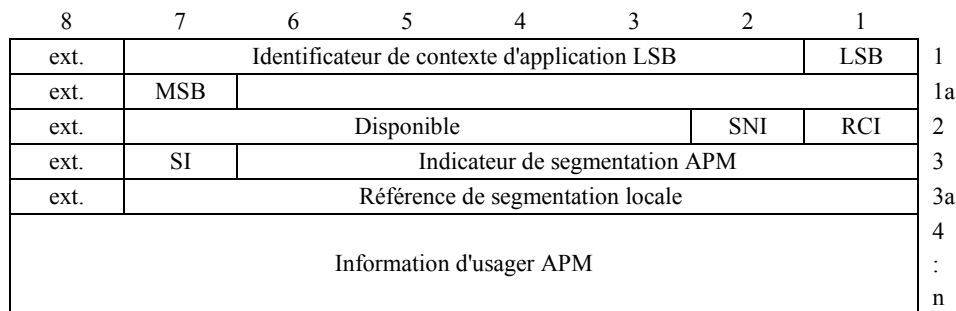 8 7 6 5 4 3 2 1
ext. Identificateur de contexte d'application LSB LSB 1
ext. MSB 1a
ext. Disponible SNI RCI 2
ext. SI Indicateur de segmentation APM 3
ext. Référence de segmentation locale 3a
4
Information d'usager APM :
n